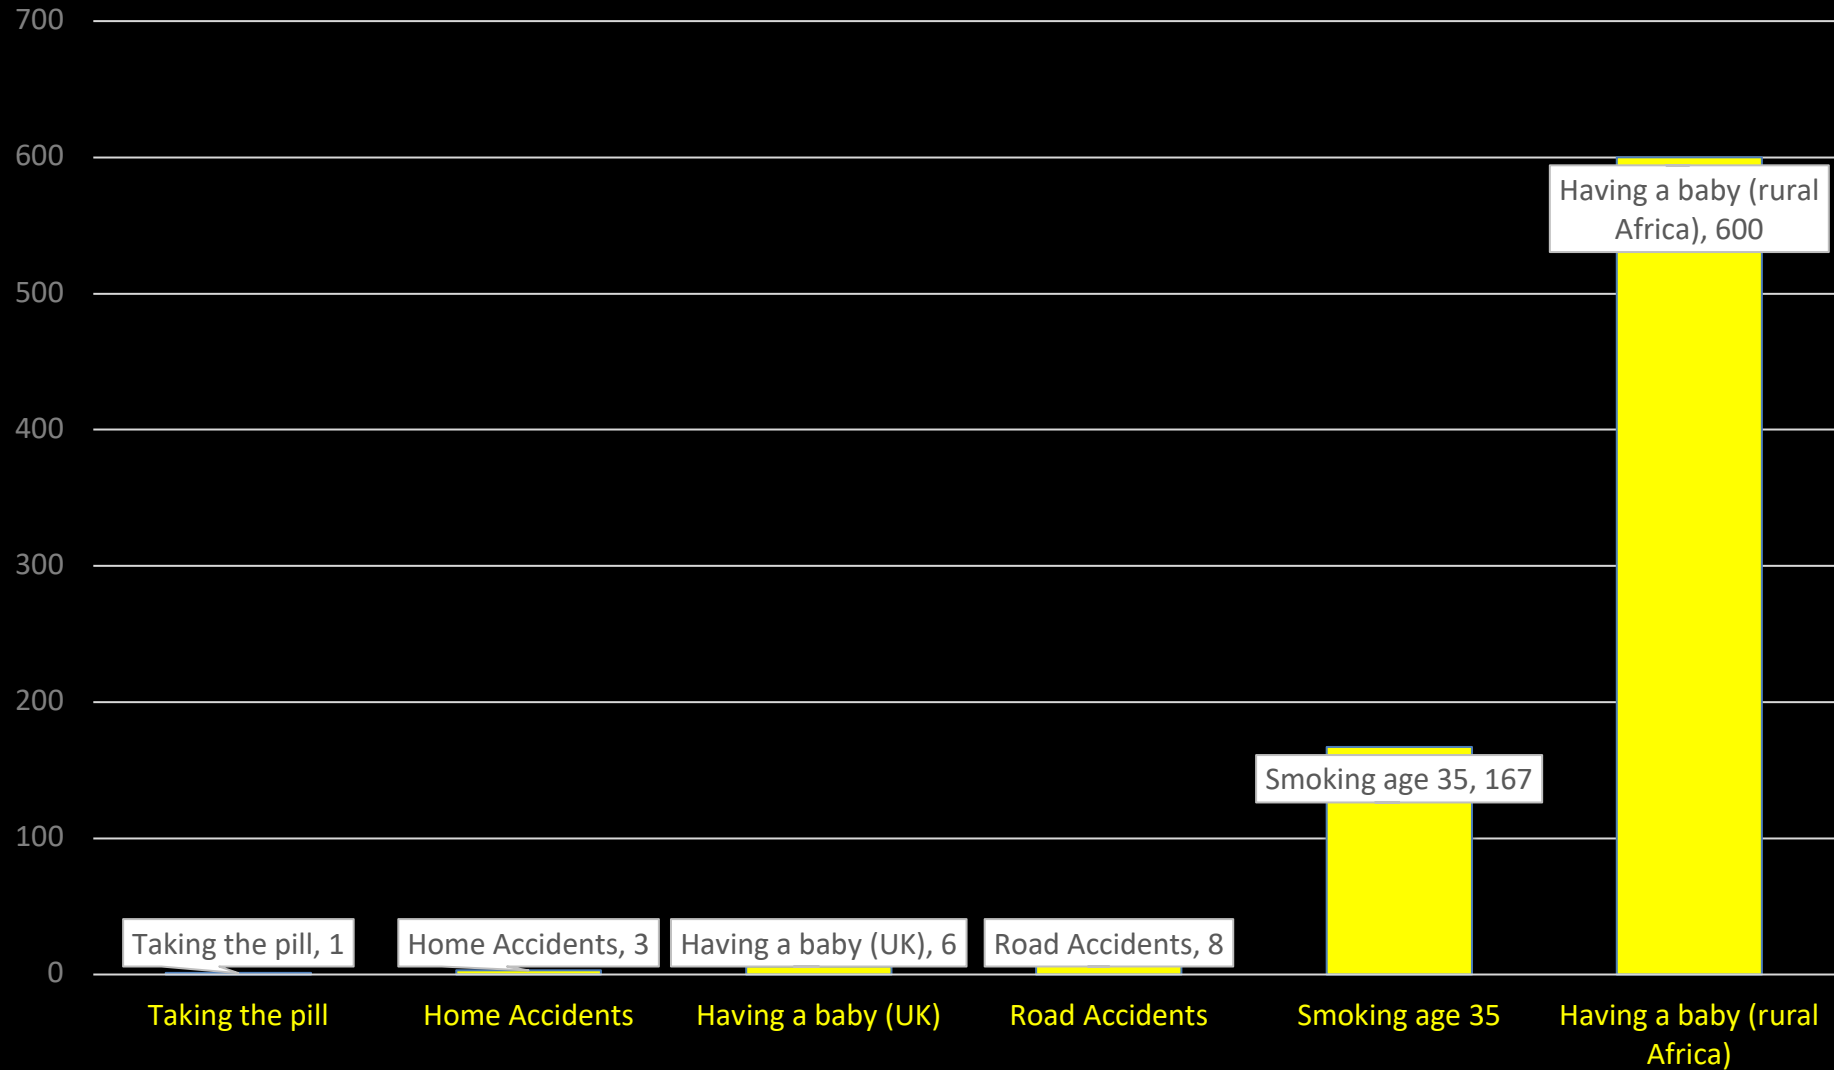 700
600
500
400
300
200
100
0
Having a baby (rural
Africa), 600
Smoking age 35, 167
Taking the pill, 1
Home Accidents, 3
Having a baby (UK), 6
Road Accidents, 8
Taking the pill
Home Accidents
Having a baby (UK)
Road Accidents
Smoking age 35
Having a baby (rural
Africa)